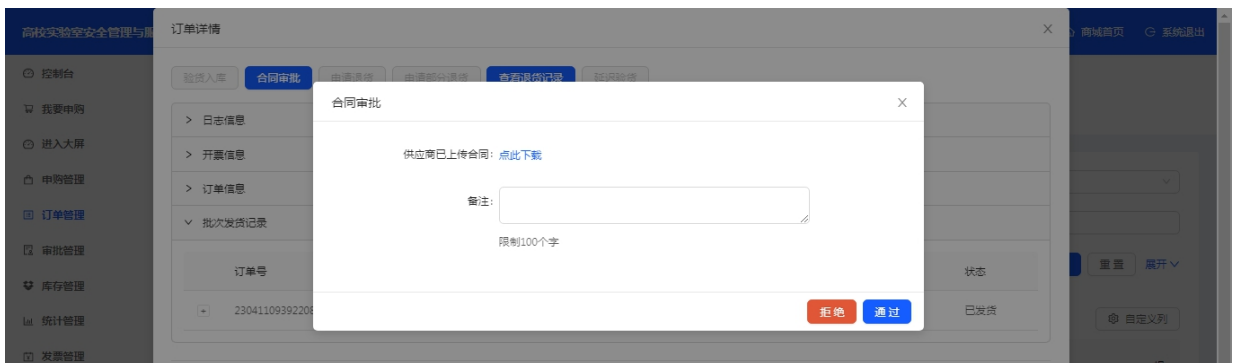 高校实验室安全管理与服
订单详情
商城首页
系统退出
控制台
我要申购
进入大屏
申购管理
订单管理
审批管理
库存管理
统计管理
发票管理
验货入库
合同审批
申请退货
申请部分退货
查看退货记录
延迟验货
日志信息
开票信息
订单信息
批次发货记录
订单号
状态
23041109392208
已发货
合同审批
供应商已上传合同：点此下载
备注：
限制100个字
拒绝
通过
重置
展开
自定义列